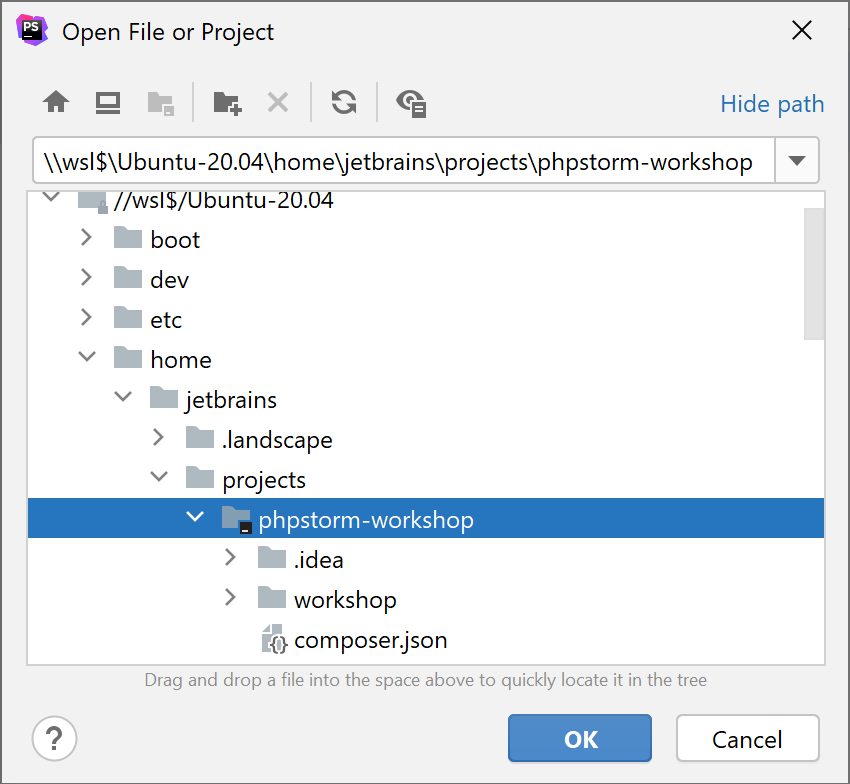 PS
Open File or Project
Hide path
\\wsl$\Ubuntu-20.04\home\jetbrains\projects\phpstorm-workshop
//wsl$/Ubuntu-20.04
boot
dev
etc
home
jetbrains
.landscape
projects
phpstorm-workshop
.idea
workshop
composer.json
Drag and drop a file into the space above to quickly locate it in the tree
?
OK
Cancel